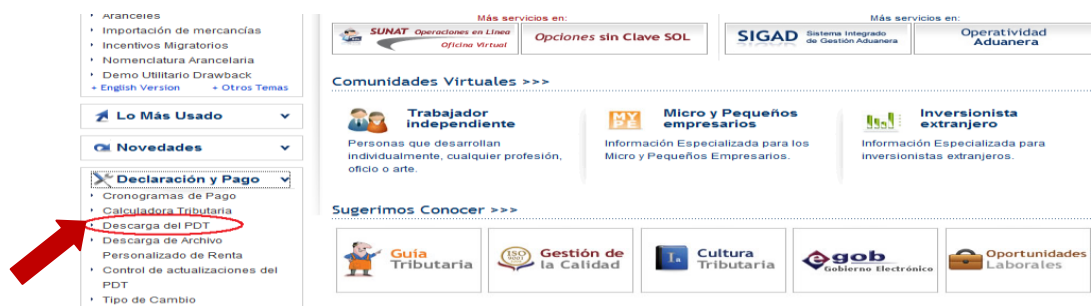 Aranceles
Importación de mercancías
Incentivos Migratorios
Nomenclatura Arancelaria
Demo Utilitario Drawback
+ English Version + Otros Temas
Lo Más Usado
Novedades
Declaración y Pago
Cronogramas de Pago
Calculadora Tributaria
Descarga del PDT
Descarga de Archivo
Personalizado de Renta
Control de actualizaciones del
PDT
Tipo de Cambio
Más servicios en:
SUNAT Operaciones en Línea
Oficina Virtual
Opciones sin Clave SOL
Más servicios en:
SIGAD Sistema Integrado
de Gestión Aduanera
Operatividad
Aduanera
Comunidades Virtuales >>>
Trabajador
independiente
Personas que desarrollan
individualmente, cualquier profesión,
oficio o arte.
MYPE
Micro y Pequeños
empresarios
Información Especializada para los
Micro y Pequeños Empresarios.
Inversionista
extranjero
Información Especializada para
inversionistas extranjeros.
Sugerimos Conocer >>>
Guía
Tributaria
ISO
9001
Gestión de
la Calidad
Cultura
Tributaria
egob
Gobierno Electrónico
Oportunidades
Laborales